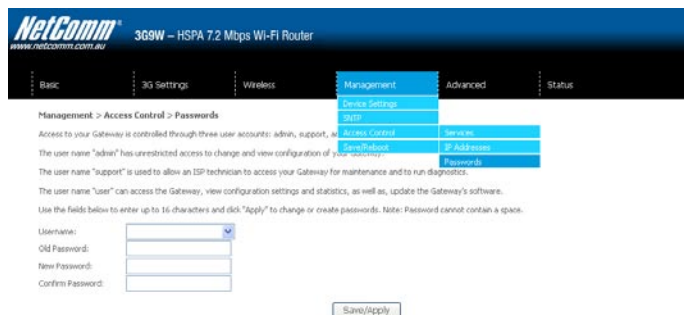 NetComm®
www.netcomm.com.au
3G9W – HSPA 7.2 Mbps Wi-Fi Router
Basic 3G Settings Wireless Management Advanced Status
Device Settings
SNTP
Access Control Services
Save/Reboot IP Addresses
Passwords
Management > Access Control > Passwords
Access to your Gateway is controlled through three user accounts: admin, support, an
The user name "admin" has unrestricted access to change and view configuration of your Gateway.
The user name "support" is used to allow an ISP technician to access your Gateway for maintenance and to run diagnostics.
The user name "user" can access the Gateway, view configuration settings and statistics, as well as, update the Gateway's software.
Use the fields below to enter up to 16 characters and click "Apply" to change or create passwords. Note: Password cannot contain a space.
Username:
Old Password:
New Password:
Confirm Password:
Save/Apply